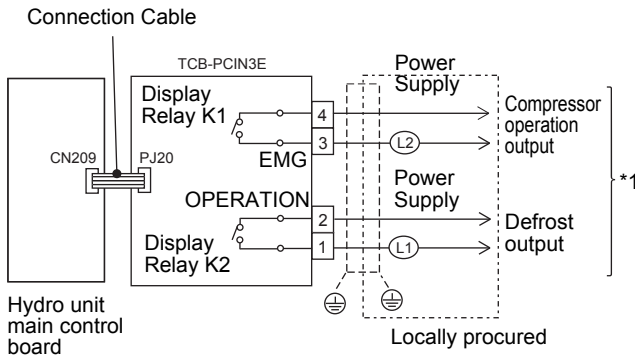 Connection Cable
TCB-PCIN3E
Power
Supply
Display
Relay K1
4
Compressor
operation
output
3
L2
EMG
CN209
PJ20
*1
OPERATION
Power
Supply
2
Defrost
output
Display
Relay K2
1
L1
Hydro unit
main control
board
Locally procured